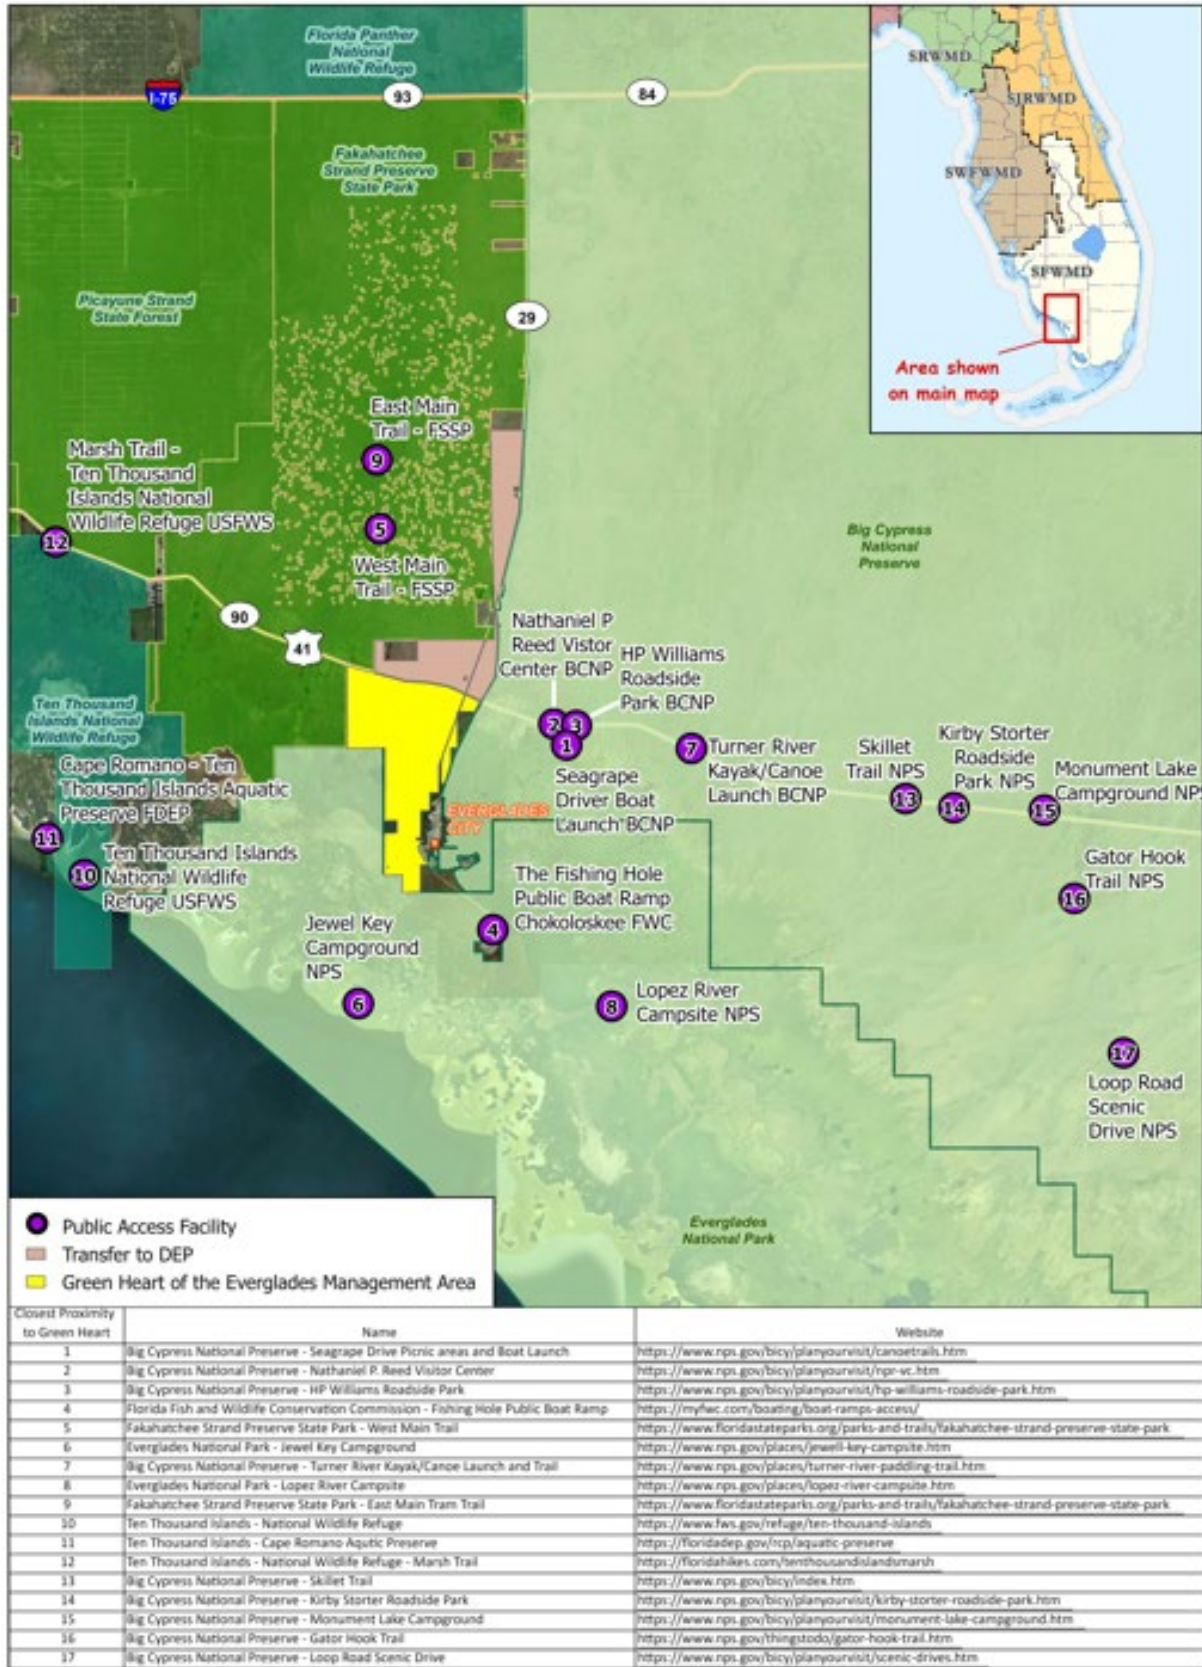 Florida Panther
National
Wildlife Refuge
I-75
93
84
Fakahatchee
Strand Preserve
State Park
Picayune Strand
State Forest
29
SRWMD
SJRWMD
SWFWMD
SFWMD
Area shown
on main map
East Main
Trail - FSSP
9
Marsh Trail -
Ten Thousand
Islands National
Wildlife Refuge USFWS
12
5
West Main
Trail - FSSP
Big Cypress
National
Preserve
90
41
Nathaniel P
Reed Vistor
Center BCNP
HP Williams
Roadside
Park BCNP
2
3
1
Seagrape
Driver Boat
Launch BCNP
7
Turner River
Kayak/Canoe
Launch BCNP
Skillet
Trail NPS
13
Kirby Storter
Roadside
Park NPS
14
Monument Lake
Campground NPS
15
Ten Thousand
Islands National
Wildlife Refuge
Cape Romano - Ten
Thousand Islands Aquatic
Preserve FDEP
11
10
Ten Thousand Islands
National Wildlife
Refuge USFWS
EVERGLADES
CITY
The Fishing Hole
Public Boat Ramp
Chokoloskee FWC
4
Gator Hook
Trail NPS
16
Jewel Key
Campground
NPS
6
8
Lopez River
Campsite NPS
17
Loop Road
Scenic
Drive NPS
Everglades
National Park
Public Access Facility
Transfer to DEP
Green Heart of the Everglades Management Area
Closest Proximity
to Green Heart Name Website
1 Big Cypress National Preserve - Seagrape Drive Picnic areas and Boat Launch https://www.nps.gov/bicy/planyourvisit/canoetrails.htm
2 Big Cypress National Preserve - Nathaniel P. Reed Visitor Center https://www.nps.gov/bicy/planyourvisit/npr-vc.htm
3 Big Cypress National Preserve - HP Williams Roadside Park https://www.nps.gov/bicy/planyourvisit/hp-williams-roadside-park.htm
4 Florida Fish and Wildlife Conservation Commission - Fishing Hole Public Boat Ramp https://myfwc.com/boating/boat-ramps-access/
5 Fakahatchee Strand Preserve State Park - West Main Trail https://www.floridastateparks.org/parks-and-trails/fakahatchee-strand-preserve-state-park
6 Everglades National Park - Jewel Key Campground https://www.nps.gov/places/jewell-key-campsite.htm
7 Big Cypress National Preserve - Turner River Kayak/Canoe Launch and Trail https://www.nps.gov/places/turner-river-paddling-trail.htm
8 Everglades National Park - Lopez River Campsite https://www.nps.gov/places/lopez-river-campsite.htm
9 Fakahatchee Strand Preserve State Park - East Main Tram Trail https://www.floridastateparks.org/parks-and-trails/fakahatchee-strand-preserve-state-park
10 Ten Thousand Islands - National Wildlife Refuge https://www.fws.gov/refuge/ten-thousand-islands
11 Ten Thousand Islands - Cape Romano Aqutic Preserve https://floridadep.gov/rcp/aquatic-preserve
12 Ten Thousand Islands - National Wildlife Refuge - Marsh Trail https://floridahikes.com/tenthousandislandsmarsh
13 Big Cypress National Preserve - Skillet Trail https://www.nps.gov/bicy/index.htm
14 Big Cypress National Preserve - Kirby Storter Roadside Park https://www.nps.gov/bicy/planyourvisit/kirby-storter-roadside-park.htm
15 Big Cypress National Preserve - Monument Lake Campground https://www.nps.gov/bicy/planyourvisit/monument-lake-campground.htm
16 Big Cypress National Preserve - Gator Hook Trail https://www.nps.gov/thingstodo/gator-hook-trail.htm
17 Big Cypress National Preserve - Loop Road Scenic Drive https://www.nps.gov/bicy/planyourvisit/scenic-drives.htm